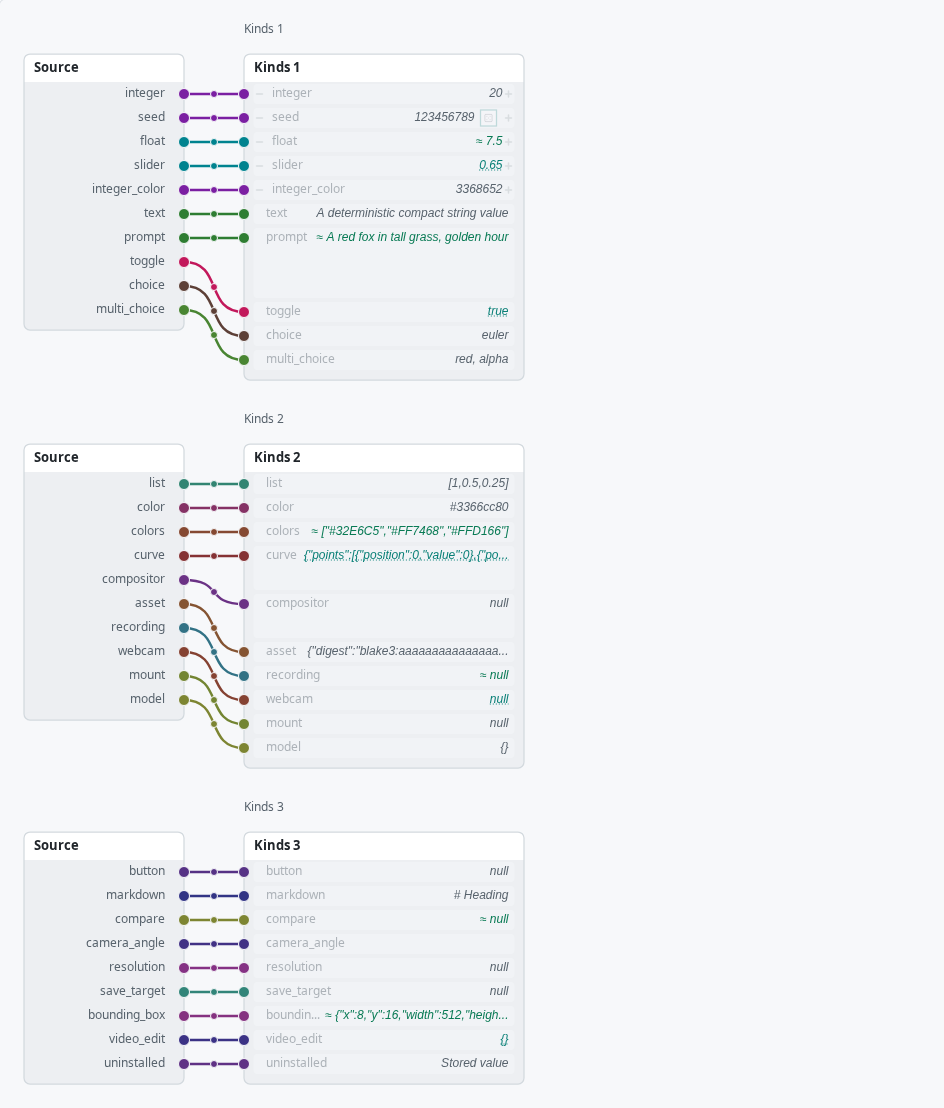 Kinds 1
Source
Kinds 1
integer
integer
20
seed
seed
123456789
float
float
≈ 7.5
slider
slider
0.65
integer_color
integer_color
3368652
text
text
A deterministic compact string value
prompt
prompt
≈ A red fox in tall grass, golden hour
toggle
choice
multi_choice
toggle
true
choice
euler
multi_choice
red, alpha
Kinds 2
Source
Kinds 2
list
list
[1,0.5,0.25]
color
color
#3366cc80
colors
colors
≈ ["#32E6C5","#FF7468","#FFD166"]
curve
curve
{"points":[{"position":0,"value":0},{"po...
compositor
asset
compositor
null
recording
webcam
asset
{"digest":"blake3:aaaaaaaaaaaaaaa...
mount
recording
≈ null
model
webcam
null
mount
null
model
{}
Kinds 3
Source
Kinds 3
button
button
null
markdown
markdown
# Heading
compare
compare
≈ null
camera_angle
camera_angle
resolution
resolution
null
save_target
save_target
null
bounding_box
boundin...
≈ {"x":8,"y":16,"width":512,"heigh...
video_edit
video_edit
{}
uninstalled
uninstalled
Stored value